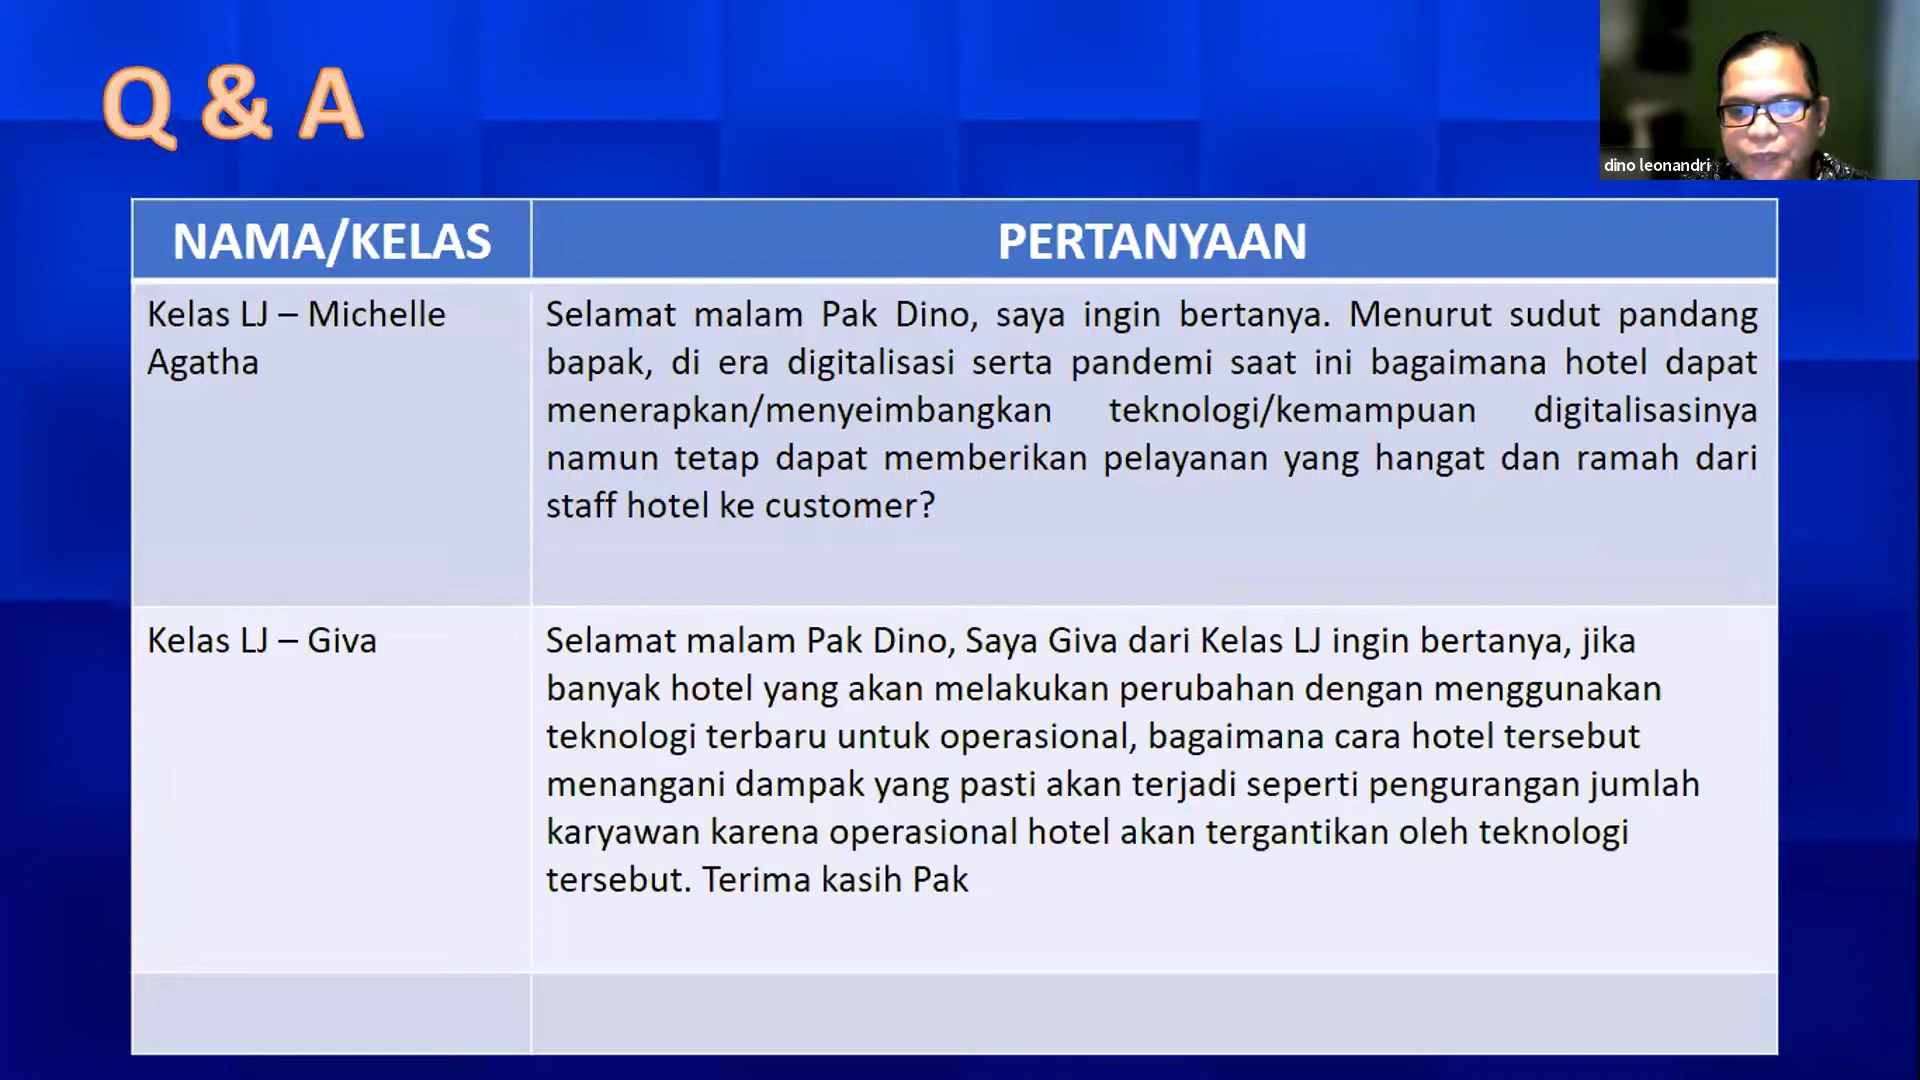 Q & A
dino leonandri
NAMA/KELAS
PERTANYAAN
Kelas LJ – Michelle
Agatha
Selamat malam Pak Dino, saya ingin bertanya. Menurut sudut pandang
bapak, di era digitalisasi serta pandemi saat ini bagaimana hotel dapat
menerapkan/menyeimbangkan teknologi/kemampuan digitalisasinya
namun tetap dapat memberikan pelayanan yang hangat dan ramah dari
staff hotel ke customer?
Kelas LJ – Giva
Selamat malam Pak Dino, Saya Giva dari Kelas LJ ingin bertanya, jika
banyak hotel yang akan melakukan perubahan dengan menggunakan
teknologi terbaru untuk operasional, bagaimana cara hotel tersebut
menangani dampak yang pasti akan terjadi seperti pengurangan jumlah
karyawan karena operasional hotel akan tergantikan oleh teknologi
tersebut. Terima kasih Pak